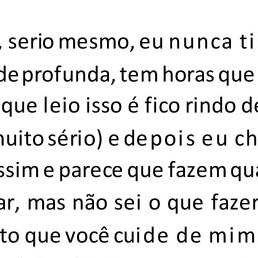 , serio mesmo, eu nunca ti
de profunda, tem horas que
que leio isso é fico rindo de
muito sério) e depois eu ch
ssim e parece que fazem qua
ar, mas não sei o que fazer
to que você cuide de mim